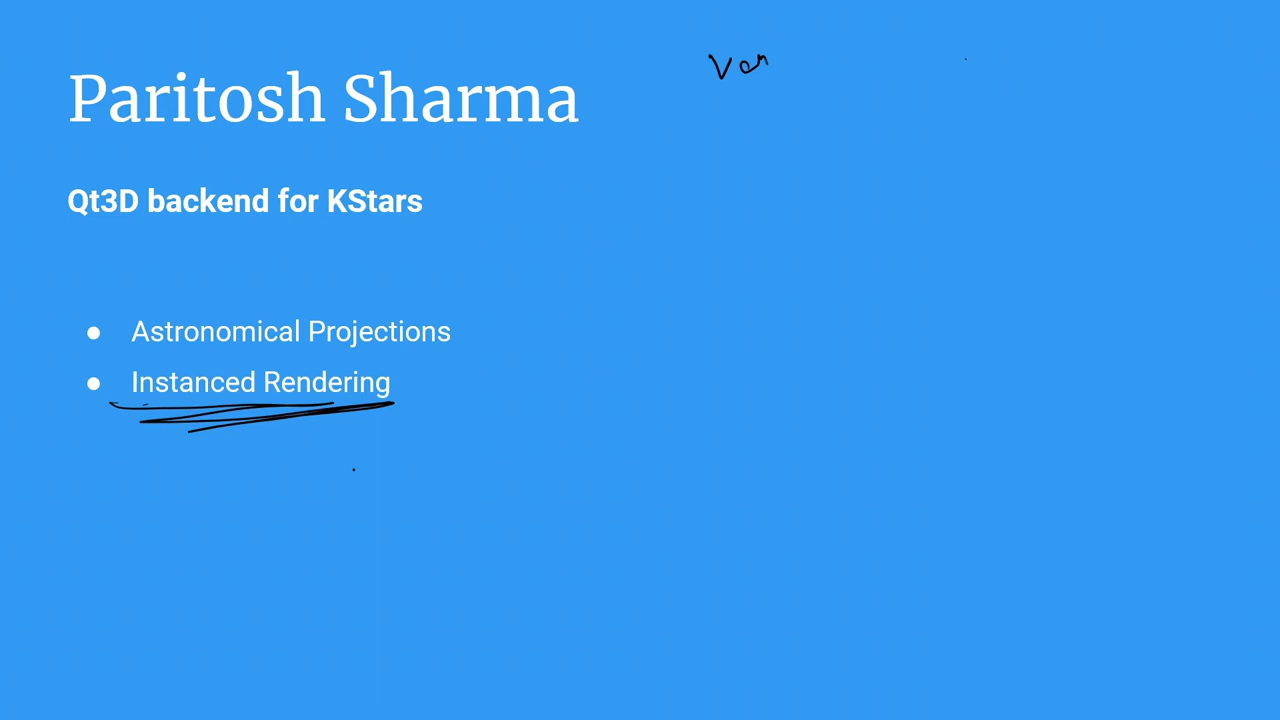 Paritosh Sharma
Qt3D backend for KStars
● Astronomical Projections
● Instanced Rendering